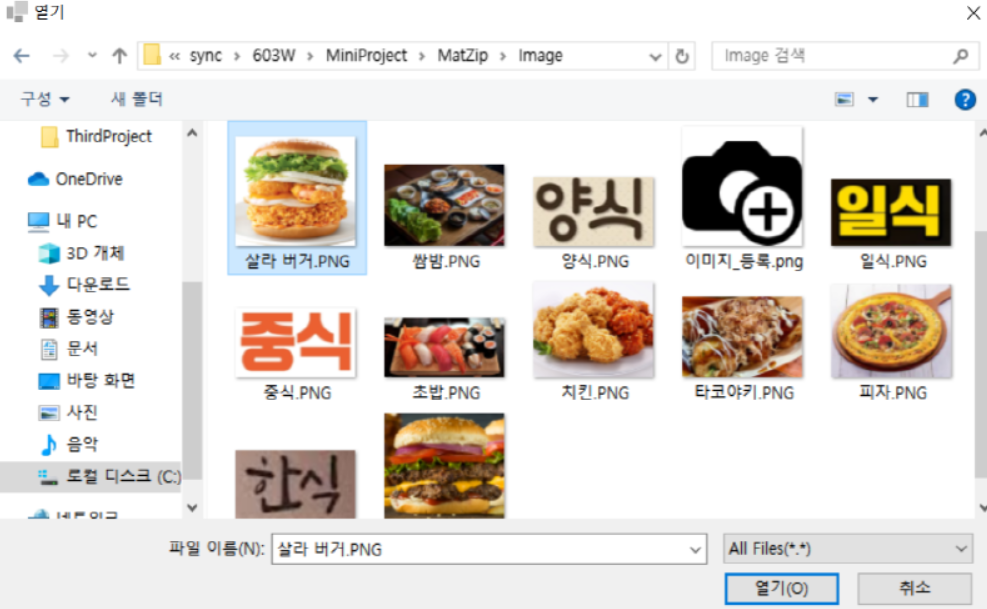 열기
« sync > 603W > MiniProject > MatZip > Image
Image 검색
구성
새 폴더
?
ThirdProject
OneDrive
내 PC
3D 개체
다운로드
동영상
문서
바탕 화면
사진
음악
로컬 디스크 (C:)
네트워크
살라 버거.PNG
쌈밥.PNG
양식
양식.PNG
이미지_등록.png
일식
일식.PNG
중식
중식.PNG
초밥.PNG
치킨.PNG
타코야키.PNG
피자.PNG
한식
파일 이름(N):
살라 버거.PNG
All Files(*.*)
열기(O)
취소